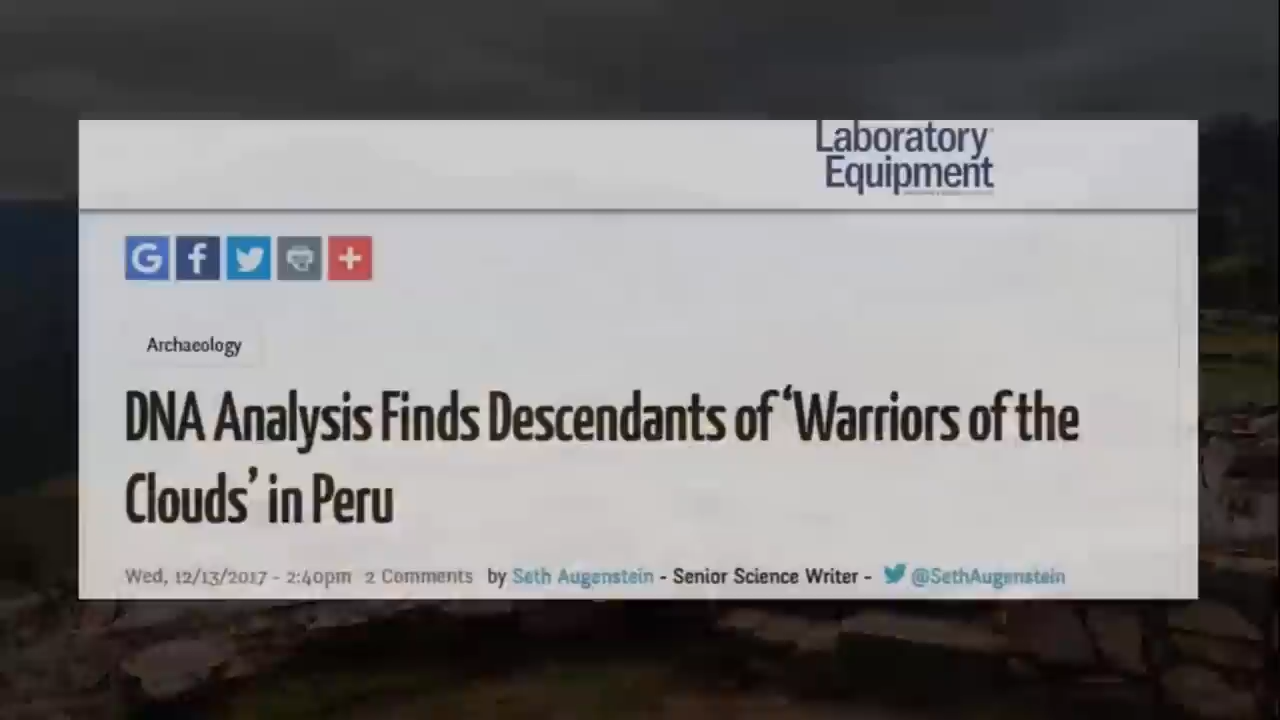 Laboratory
Equipment
Archaeology
DNA Analysis Finds Descendants of ‘Warriors of the
Clouds’ in Peru
Wed, 12/13/2017 - 2:40pm 2 Comments by Seth Augenstein - Senior Science Writer - @SethAugenstein